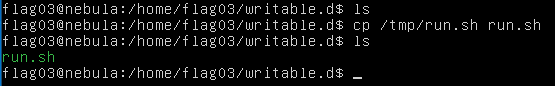 flag03@nebula:/home/flag03/writable.d$ ls
flag03@nebula:/home/flag03/writable.d$ cp /tmp/run.sh run.sh
flag03@nebula:/home/flag03/writable.d$ ls
run.sh
flag03@nebula:/home/flag03/writable.d$ _